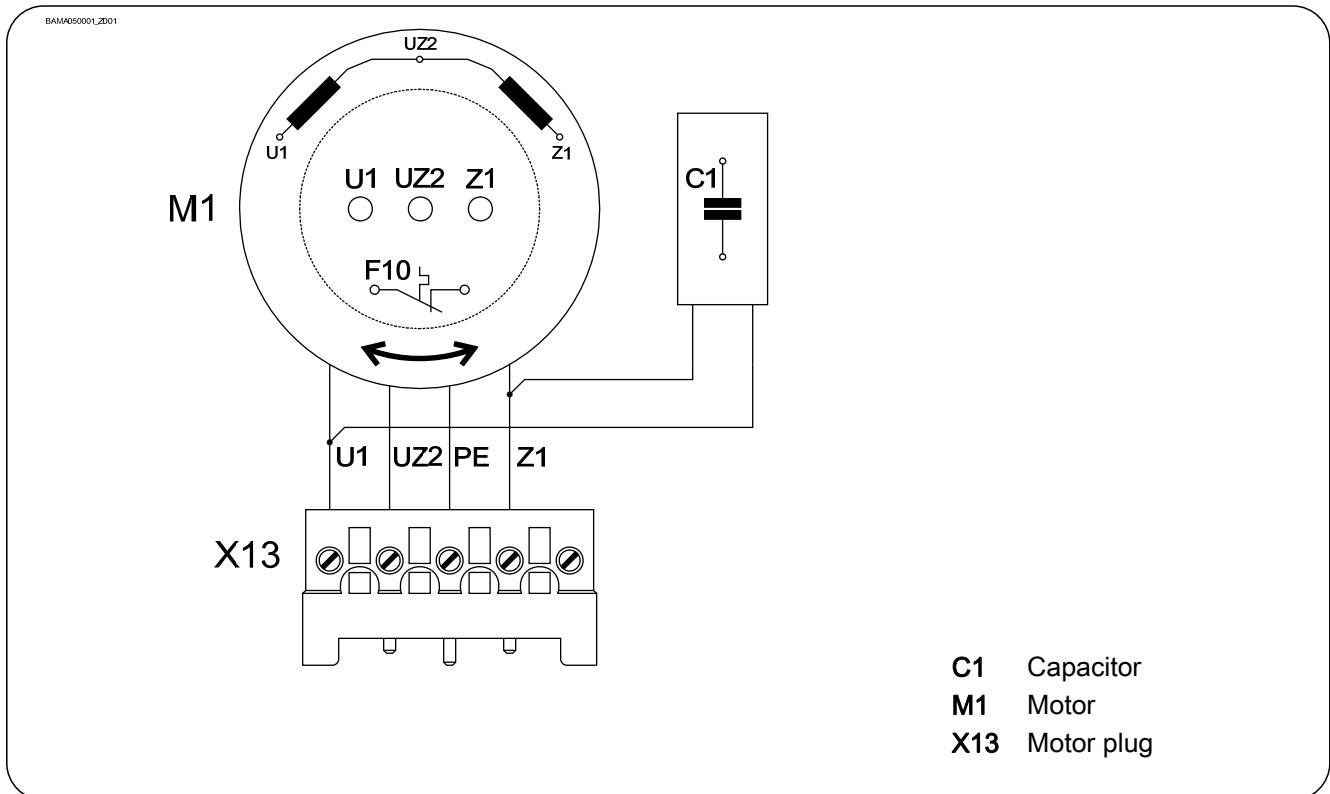 BAMA050001_ZD01
UZ2
U1
Z1
U1 UZ2 Z1
C1
M1
F10
U1 UZ2 PE Z1
X13
C1 Capacitor
M1 Motor
X13 Motor plug